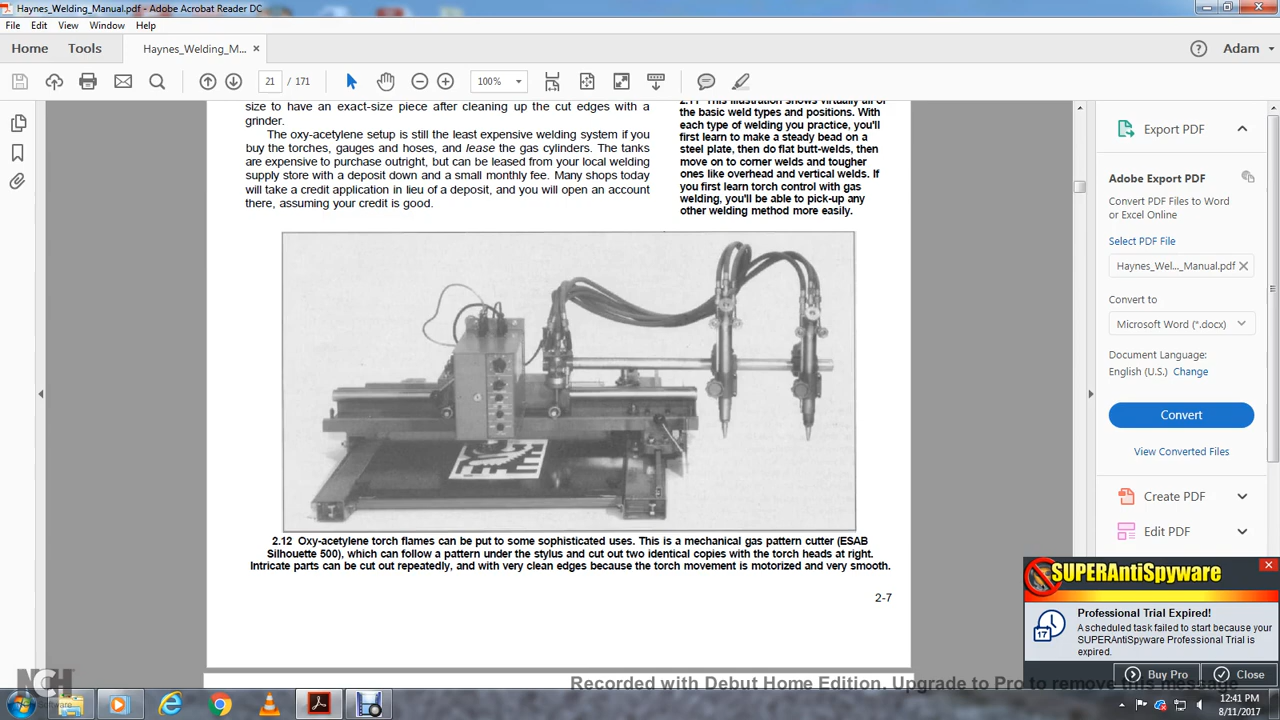 Haynes_Welding_Manual.pdf - Adobe Acrobat Reader DC
File Edit View Window Help
Home Tools Haynes_Welding_M... × Adam
21 / 171 100%
size to have an exact-size piece after cleaning up the cut edges with a
grinder.
The oxy-acetylene setup is still the least expensive welding system if you
buy the torches, gauges and hoses, and lease the gas cylinders. The tanks
are expensive to purchase outright, but can be leased from your local welding
supply store with a deposit down and a small monthly fee. Many shops today
will take a credit application in lieu of a deposit, and you will open an account
there, assuming your credit is good.
2.11 This illustration shows virtually all of
the basic weld types and positions. With
each type of welding you practice, you'll
first learn to make a steady bead on a
steel plate, then do flat butt-welds, then
move on to corner welds and tougher
ones like overhead and vertical welds. If
you first learn torch control with gas
welding, you'll be able to pick-up any
other welding method more easily.
2.12 Oxy-acetylene torch flames can be put to some sophisticated uses. This is a mechanical gas pattern cutter (ESAB
Silhouette 500), which can follow a pattern under the stylus and cut out two identical copies with the torch heads at right.
Intricate parts can be cut out repeatedly, and with very clean edges because the torch movement is motorized and very smooth.
2-7
Export PDF
Adobe Export PDF
Convert PDF Files to Word
or Excel Online
Select PDF File
Haynes_Wel..._Manual.pdf ×
Convert to
Microsoft Word (*.docx)
Document Language:
English (U.S.) Change
Convert
View Converted Files
Create PDF
Edit PDF
SUPERAntiSpyware
Professional Trial Expired!
A scheduled task failed to start because your
SUPERAntiSpyware Professional Trial is
expired.
17
Buy Pro Close
NCH
Software
Recorded with Debut Home Edition. Upgrade to Pro to remove this message
12:41 PM
8/11/2017